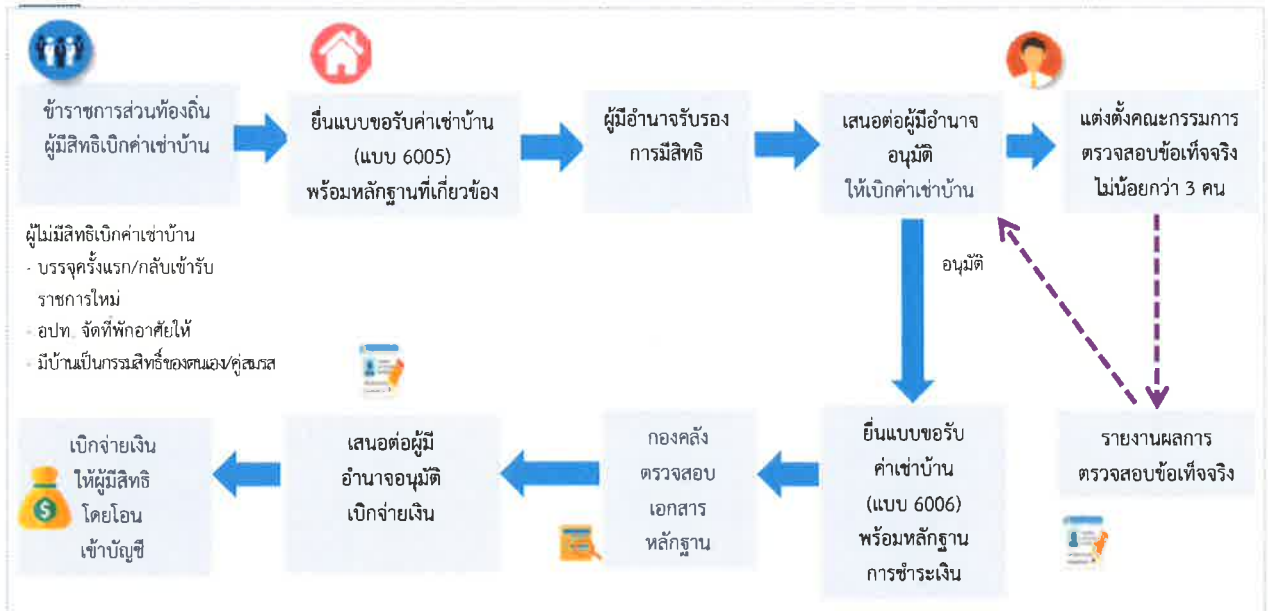 ข้าราชการส่วนท้องถิ่น
ผู้มีสิทธิเบิกค่าเช่าบ้าน
ยื่นแบบขอรับค่าเช่าบ้าน
(แบบ 6005)
พร้อมหลักฐานที่เกี่ยวข้อง
ผู้มีอำนาจรับรอง
การมีสิทธิ
เสนอต่อผู้มีอำนาจ
อนุมัติ
ให้เบิกค่าเช่าบ้าน
แต่งตั้งคณะกรรมการ
ตรวจสอบข้อเท็จจริง
ไม่น้อยกว่า 3 คน
ผู้ไม่มีสิทธิเบิกค่าเช่าบ้าน
- บรรจุครั้งแรก/กลับเข้ารับ
ราชการใหม่
- อปท. จัดที่พักอาศัยให้
- มีบ้านเป็นกรรมสิทธิ์ของตนเอง/คู่สมรส
อนุมัติ
รายงานผลการ
ตรวจสอบข้อเท็จจริง
ยื่นแบบขอรับ
ค่าเช่าบ้าน
(แบบ 6006)
พร้อมหลักฐาน
การชำระเงิน
กองคลัง
ตรวจสอบ
เอกสาร
หลักฐาน
เสนอต่อผู้มี
อำนาจอนุมัติ
เบิกจ่ายเงิน
เบิกจ่ายเงิน
ให้ผู้มีสิทธิ
โดยโอน
เข้าบัญชี